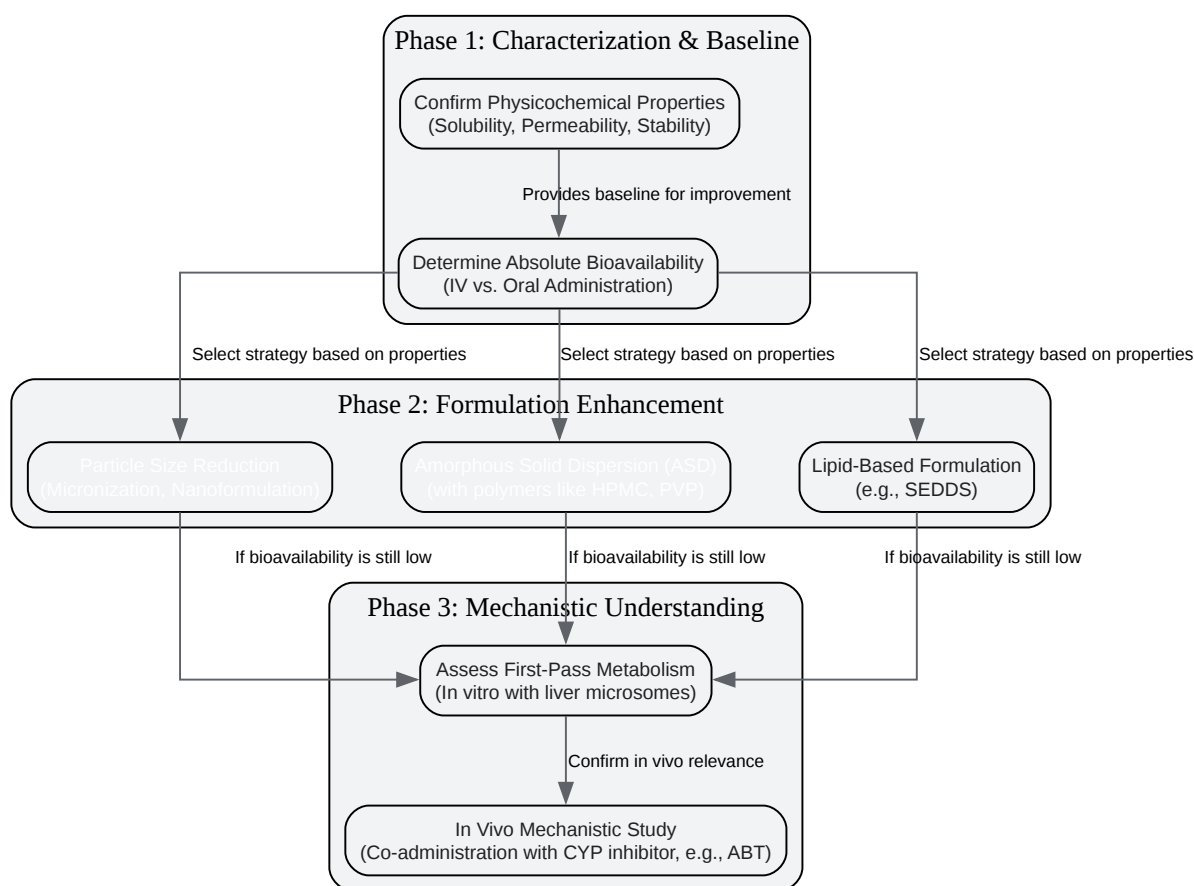 Phase 1: Characterization & Baseline
Confirm Physicochemical Properties
(Solubility, Permeability, Stability)
Provides baseline for improvement
Determine Absolute Bioavailability
(IV vs. Oral Administration)
Select strategy based on properties
Select strategy based on properties
Select strategy based on properties
Phase 2: Formulation Enhancement
Particle Size Reduction
(Micronization, Nanoformulation)
Amorphous Solid Dispersion (ASD)
(with polymers like HPMC, PVP)
Lipid-Based Formulation
(e.g., SEDDS)
If bioavailability is still low
If bioavailability is still low
If bioavailability is still low
Phase 3: Mechanistic Understanding
Assess First-Pass Metabolism
(In vitro with liver microsomes)
Confirm in vivo relevance
In Vivo Mechanistic Study
(Co-administration with CYP inhibitor, e.g., ABT)